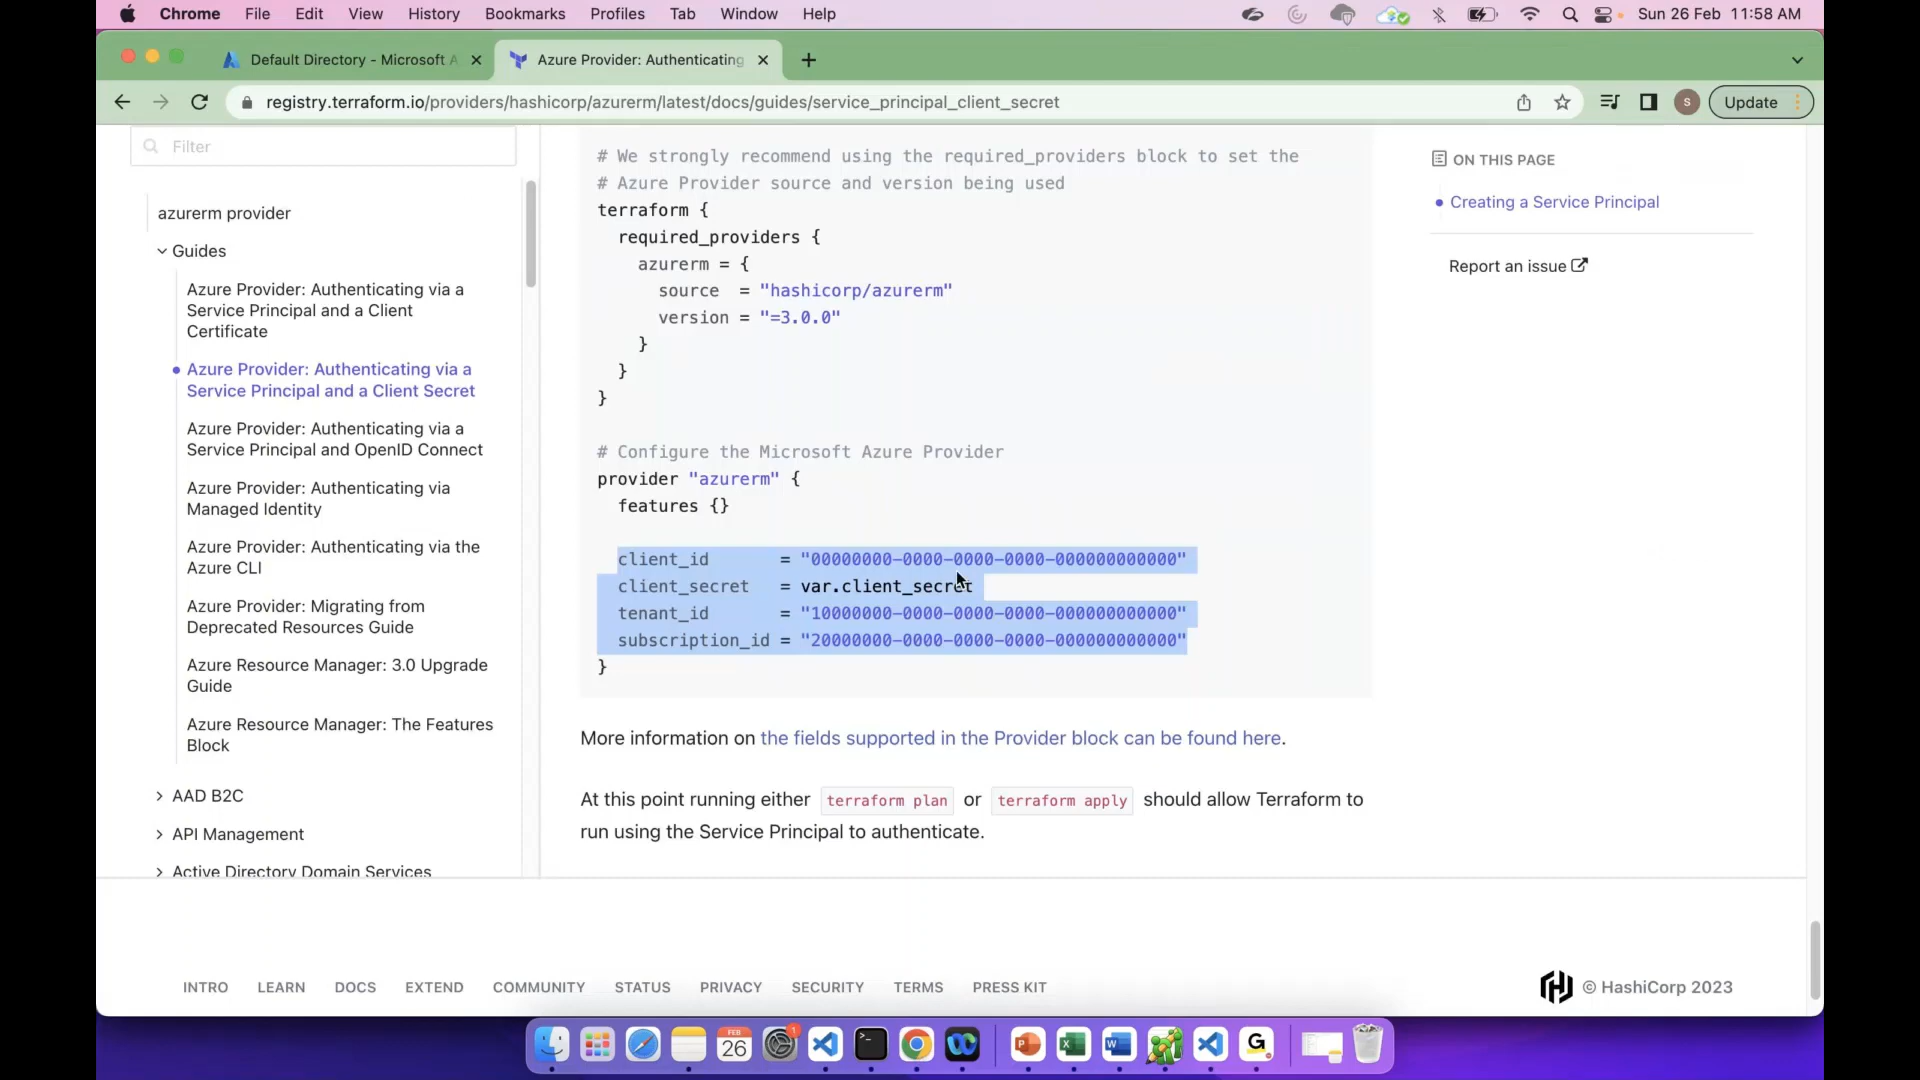 Chrome File Edit View History Bookmarks Profiles Tab Window Help Sun 26 Feb 11:58 AM
Default Directory - Microsoft A
Azure Provider: Authenticating
registry.terraform.io/providers/hashicorp/azurerm/latest/docs/guides/service_principal_client_secret
S
Update
Filter
azurerm provider
Guides
Azure Provider: Authenticating via a
Service Principal and a Client
Certificate
Azure Provider: Authenticating via a
Service Principal and a Client Secret
Azure Provider: Authenticating via a
Service Principal and OpenID Connect
Azure Provider: Authenticating via
Managed Identity
Azure Provider: Authenticating via the
Azure CLI
Azure Provider: Migrating from
Deprecated Resources Guide
Azure Resource Manager: 3.0 Upgrade
Guide
Azure Resource Manager: The Features
Block
AAD B2C
API Management
Active Directory Domain Services
# We strongly recommend using the required_providers block to set the
# Azure Provider source and version being used
terraform {
required_providers {
azurerm = {
source = "hashicorp/azurerm"
version = "=3.0.0"
}
}
}
# Configure the Microsoft Azure Provider
provider "azurerm" {
features {}
client_id = "00000000-0000-0000-0000-000000000000"
client_secret = var.client_secret
tenant_id = "10000000-0000-0000-0000-000000000000"
subscription_id = "20000000-0000-0000-0000-000000000000"
}
More information on the fields supported in the Provider block can be found here.
At this point running either terraform plan or terraform apply should allow Terraform to
run using the Service Principal to authenticate.
ON THIS PAGE
Creating a Service Principal
Report an issue
INTRO LEARN DOCS EXTEND COMMUNITY STATUS PRIVACY SECURITY TERMS PRESS KIT
© HashiCorp 2023
FEB
26
1
P
X
W
G